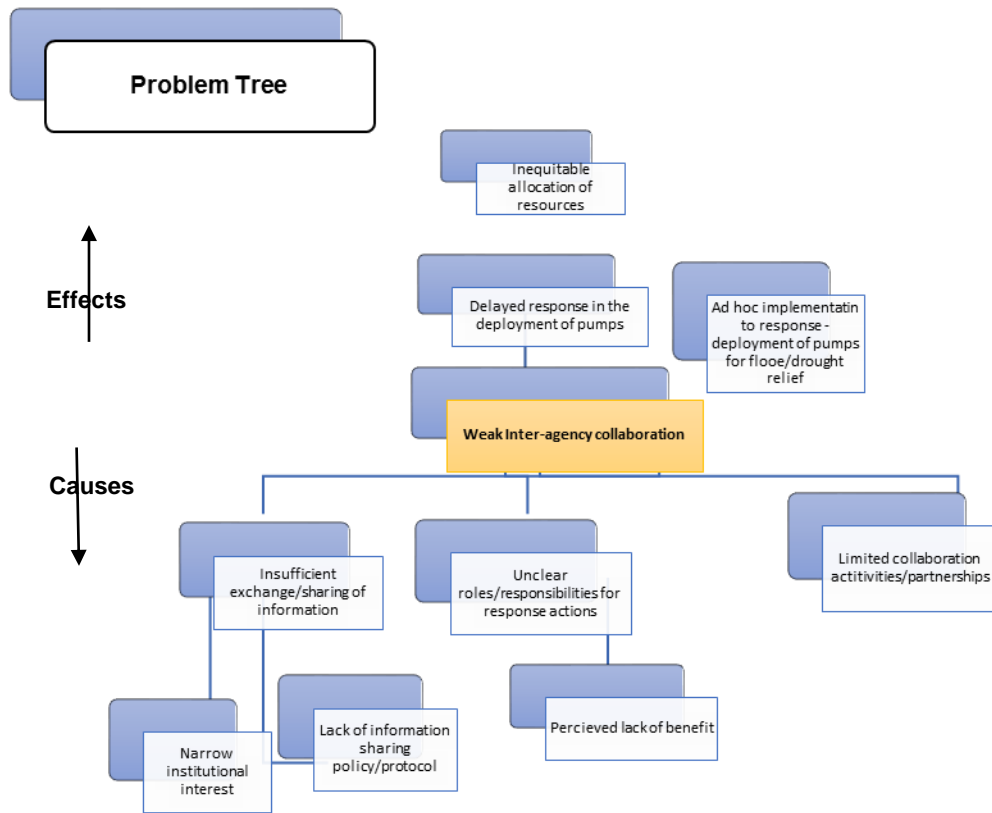 Problem Tree
Inequitable
allocation of
resources
Effects
Delayed response in the
deployment of pumps
Ad hoc implementatin
to response -
deployment of pumps
for flooe/drought
relief
Weak Inter-agency collaboration
Causes
Insufficient
exchange/sharing of
information
Unclear
roles/responsibilities for
response actions
Limited collaboration
actitivities/partnerships
Narrow
institutional
interest
Lack of information
sharing
policy/protocol
Percieved lack of benefit